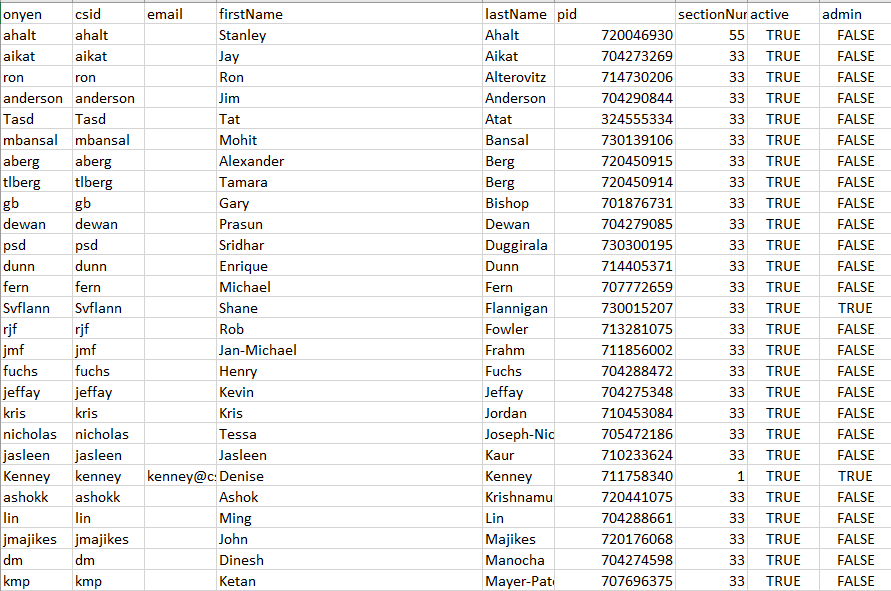 onyen csid email firstName lastName pid sectionNur active admin
ahalt ahalt Stanley Ahalt 720046930 55 TRUE FALSE
aikat aikat Jay Aikat 704273269 33 TRUE FALSE
ron ron Ron Alterovitz 714730206 33 TRUE FALSE
anderson anderson Jim Anderson 704290844 33 TRUE FALSE
Tasd Tasd Tat Atat 324555334 33 TRUE FALSE
mbansal mbansal Mohit Bansal 730139106 33 TRUE FALSE
aberg aberg Alexander Berg 720450915 33 TRUE FALSE
tlberg tlberg Tamara Berg 720450914 33 TRUE FALSE
gb gb Gary Bishop 701876731 33 TRUE FALSE
dewan dewan Prasun Dewan 704279085 33 TRUE FALSE
psd psd Sridhar Duggirala 730300195 33 TRUE FALSE
dunn dunn Enrique Dunn 714405371 33 TRUE FALSE
fern fern Michael Fern 707772659 33 TRUE FALSE
Svflann Svflann Shane Flannigan 730015207 33 TRUE TRUE
rjf rjf Rob Fowler 713281075 33 TRUE FALSE
jmf jmf Jan-Michael Frahm 711856002 33 TRUE FALSE
fuchs fuchs Henry Fuchs 704288472 33 TRUE FALSE
jeffay jeffay Kevin Jeffay 704275348 33 TRUE FALSE
kris kris Kris Jordan 710453084 33 TRUE FALSE
nicholas nicholas Tessa Joseph-Nic 705472186 33 TRUE FALSE
jasleen jasleen Jasleen Kaur 710233624 33 TRUE FALSE
Kenney kenney kenney@cs Denise Kenney 711758340 1 TRUE TRUE
ashokk ashokk Ashok Krishnamu 720441075 33 TRUE FALSE
lin lin Ming Lin 704288661 33 TRUE FALSE
jmajikes jmajikes John Majikes 720176068 33 TRUE FALSE
dm dm Dinesh Manocha 704274598 33 TRUE FALSE
kmp kmp Ketan Mayer-Pate 707696375 33 TRUE FALSE